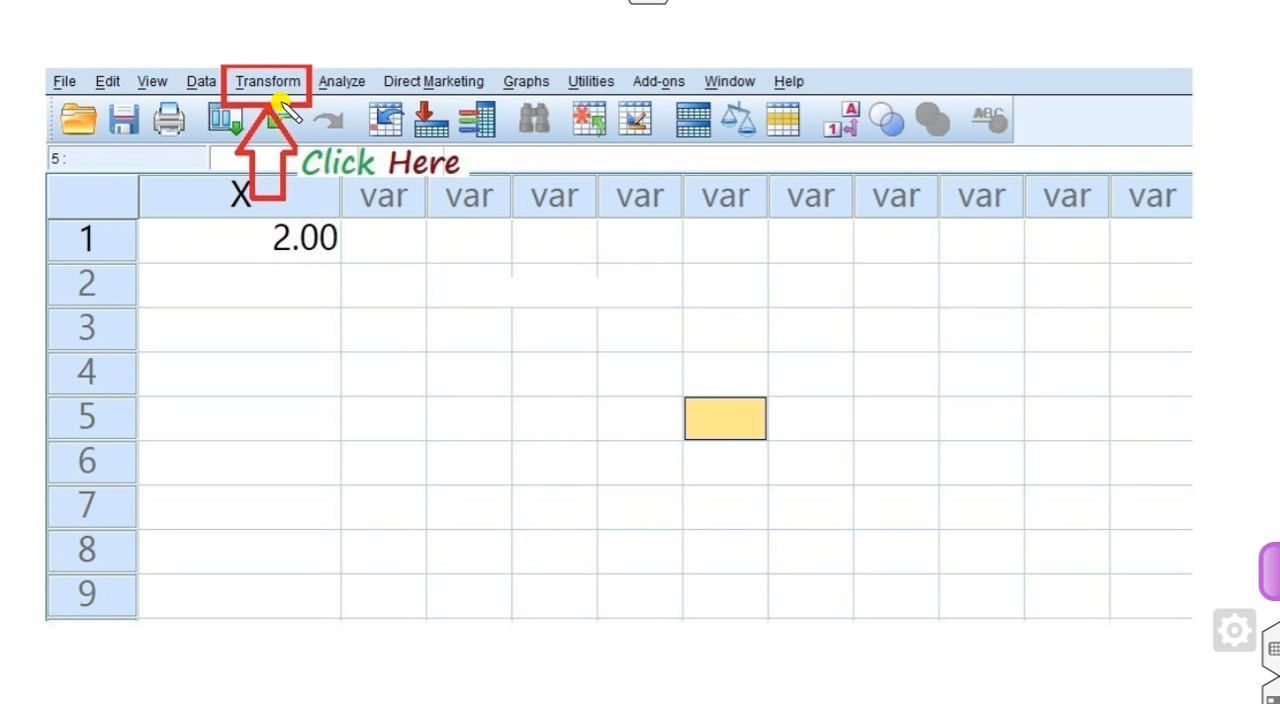 File Edit View Data Transform Analyze Direct Marketing Graphs Utilities Add-ons Window Help
A
1
ABC
5 :
Click Here
X var var var var var var var var var var
1 2.00
2
3
4
5
6
7
8
9